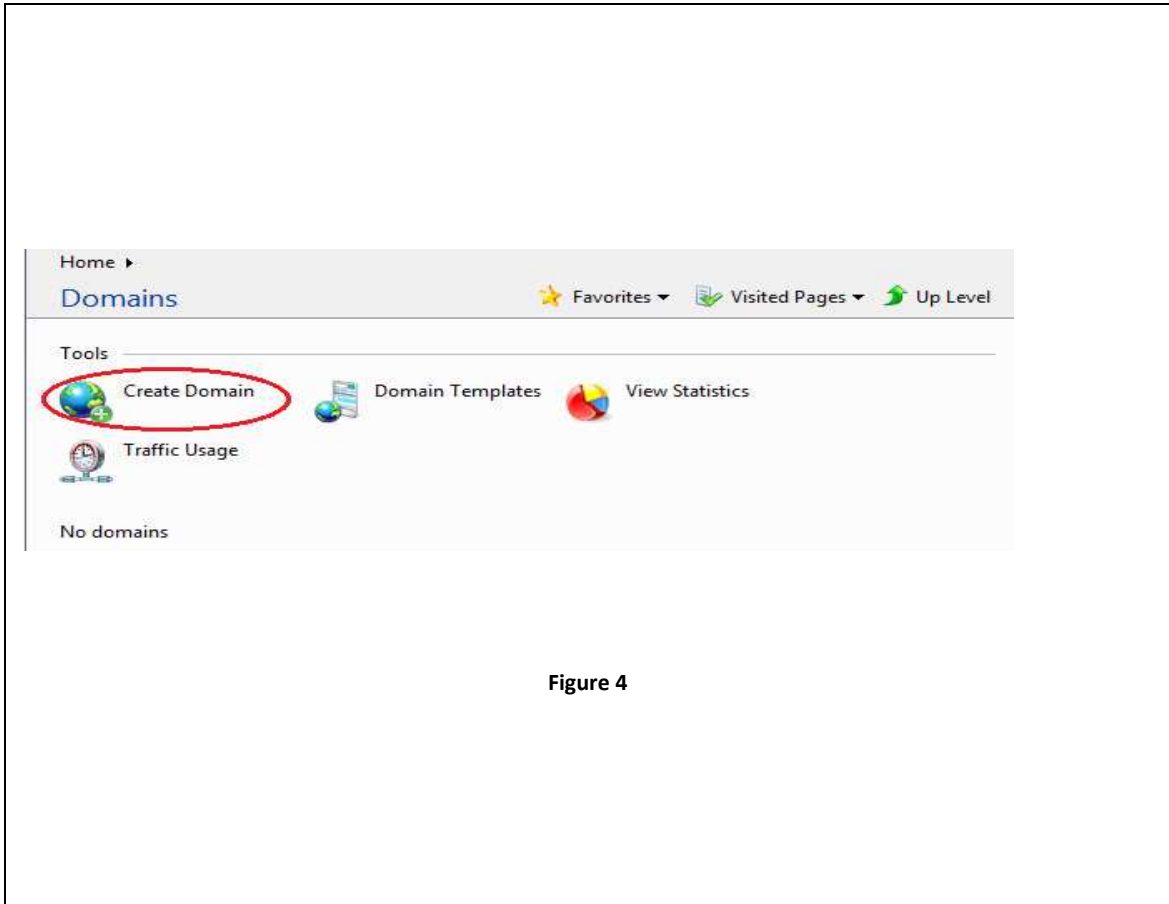 Home
Domains Favorites Visited Pages Up Level
Tools
Create Domain Domain Templates View Statistics
Traffic Usage
No domains
Figure 4